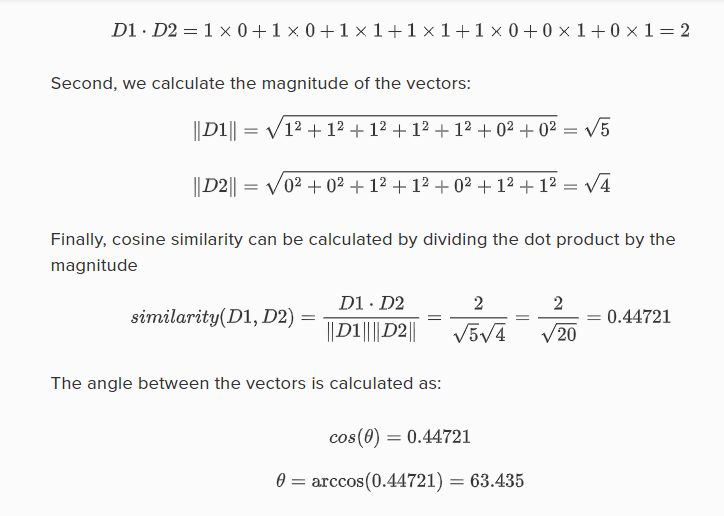 D1 · D2 = 1 × 0 + 1 × 0 + 1 × 1 + 1 × 1 + 1 × 0 + 0 × 1 + 0 × 1 = 2
Second, we calculate the magnitude of the vectors:
||D1|| = √(1² + 1² + 1² + 1² + 1² + 0² + 0²) = √5
||D2|| = √(0² + 0² + 1² + 1² + 0² + 1² + 1²) = √4
Finally, cosine similarity can be calculated by dividing the dot product by the
magnitude
similarity(D1, D2) = D1 · D2 / ||D1||||D2|| = 2 / √5√4 = 2 / √20 = 0.44721
The angle between the vectors is calculated as:
cos(θ) = 0.44721
θ = arccos(0.44721) = 63.435